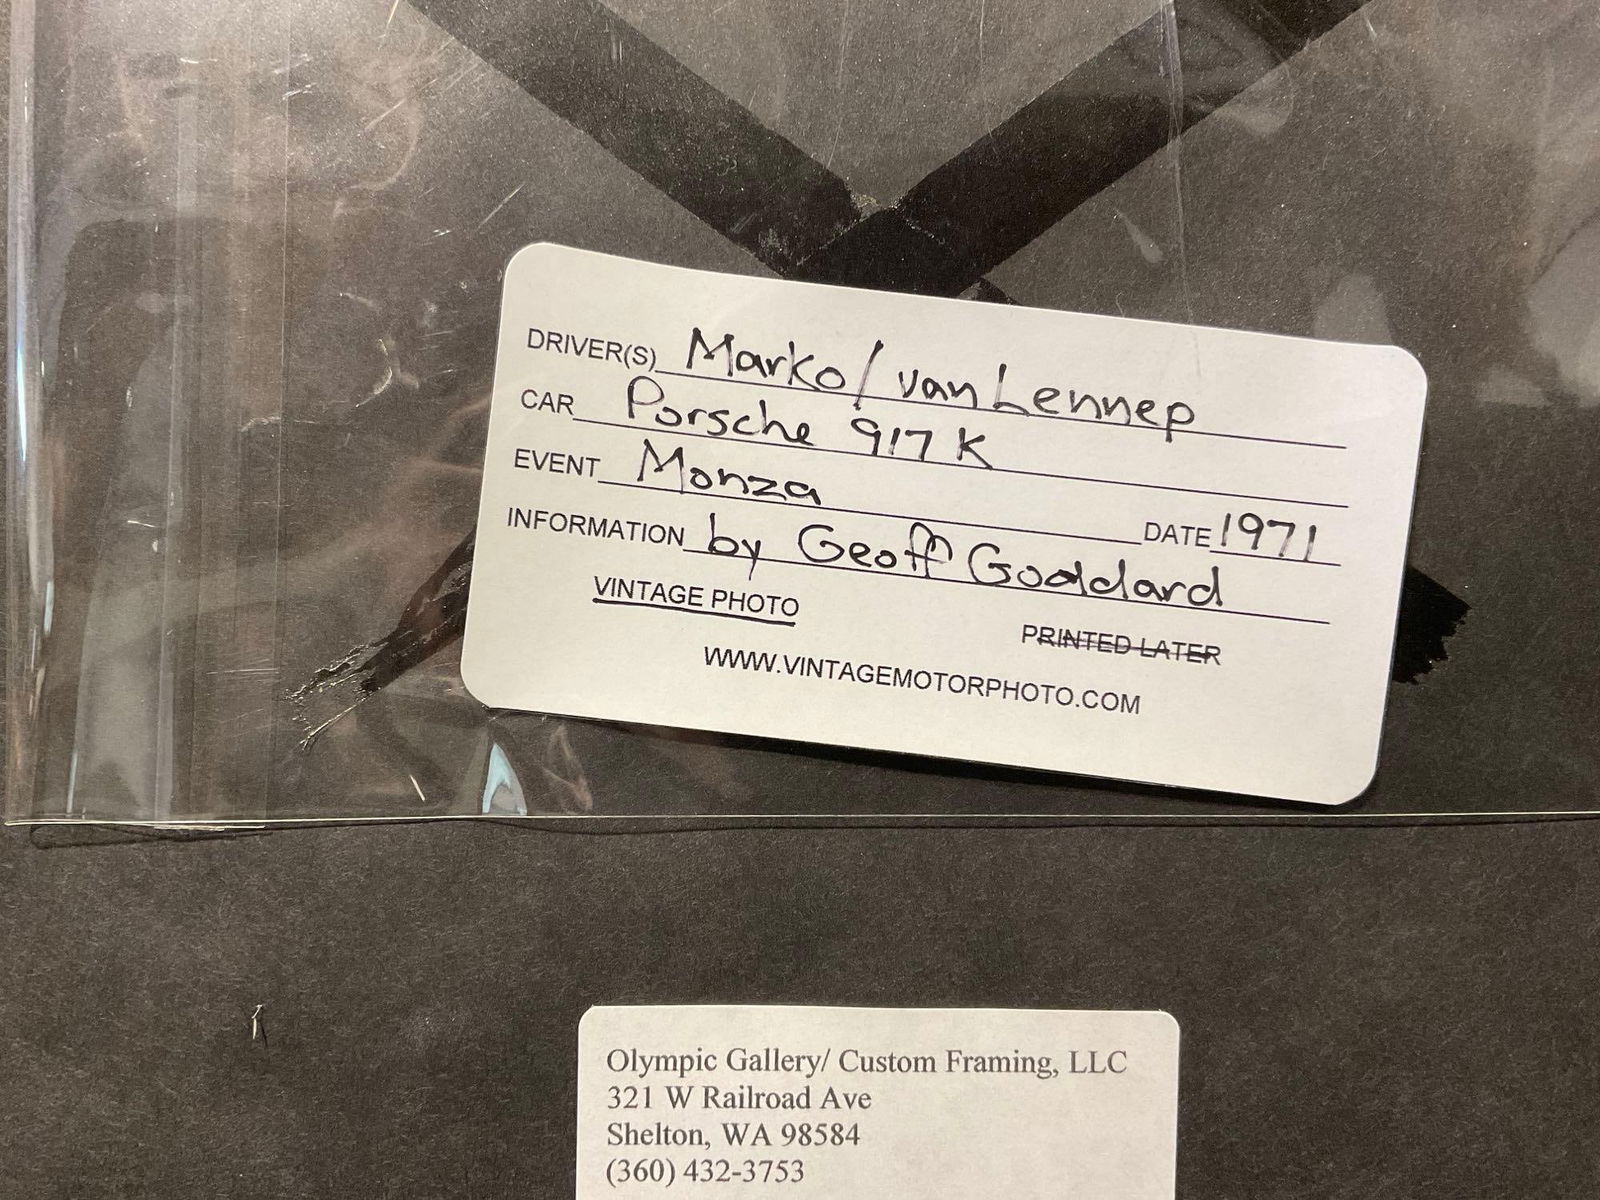 DRIVER(S) Marko/van Lennep
CAR Porsche 917 K
EVENT Monza DATE 1971
INFORMATION by Geoff Goddard
VINTAGE PHOTO PRINTED LATER
WWW.VINTAGEMOTORPHOTO.COM
Olympic Gallery/ Custom Framing, LLC
321 W Railroad Ave
Shelton, WA 98584
(360) 432-3753